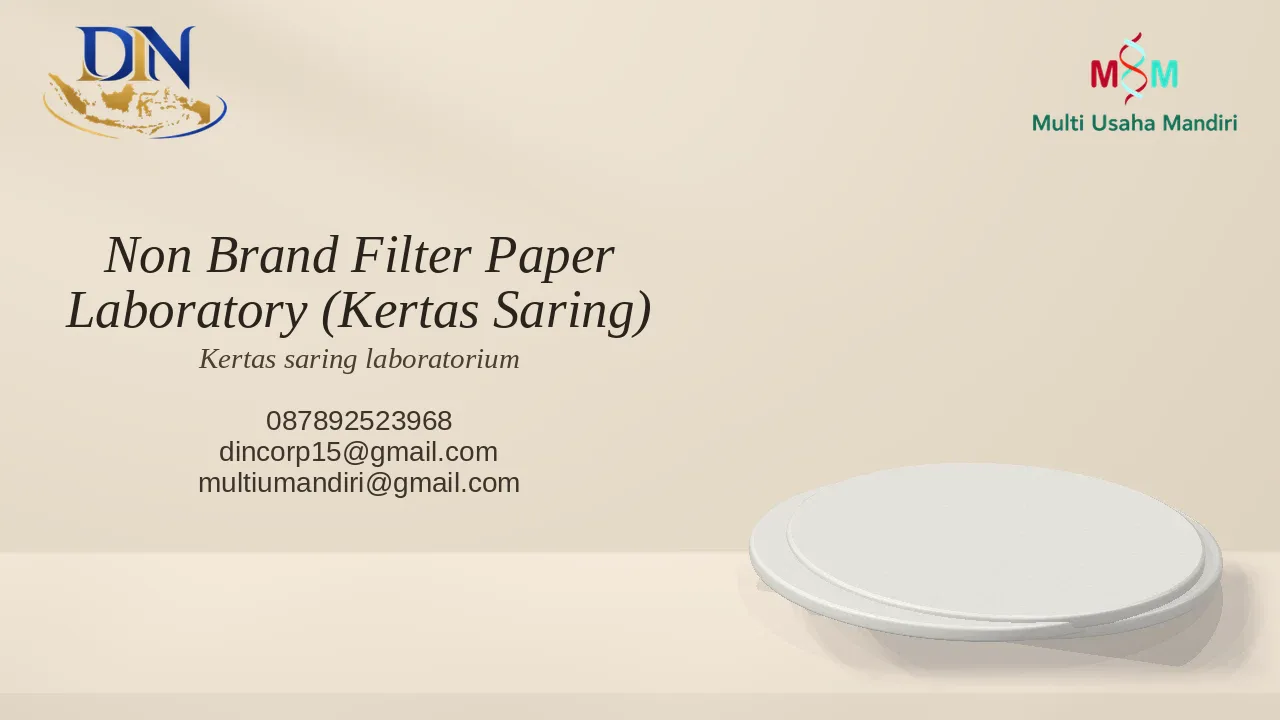 DIN
M M
Multi Usaha Mandiri
Non Brand Filter Paper
Laboratory (Kertas Saring)
Kertas saring laboratorium
087892523968
dincorp15@gmail.com
multiumandiri@gmail.com